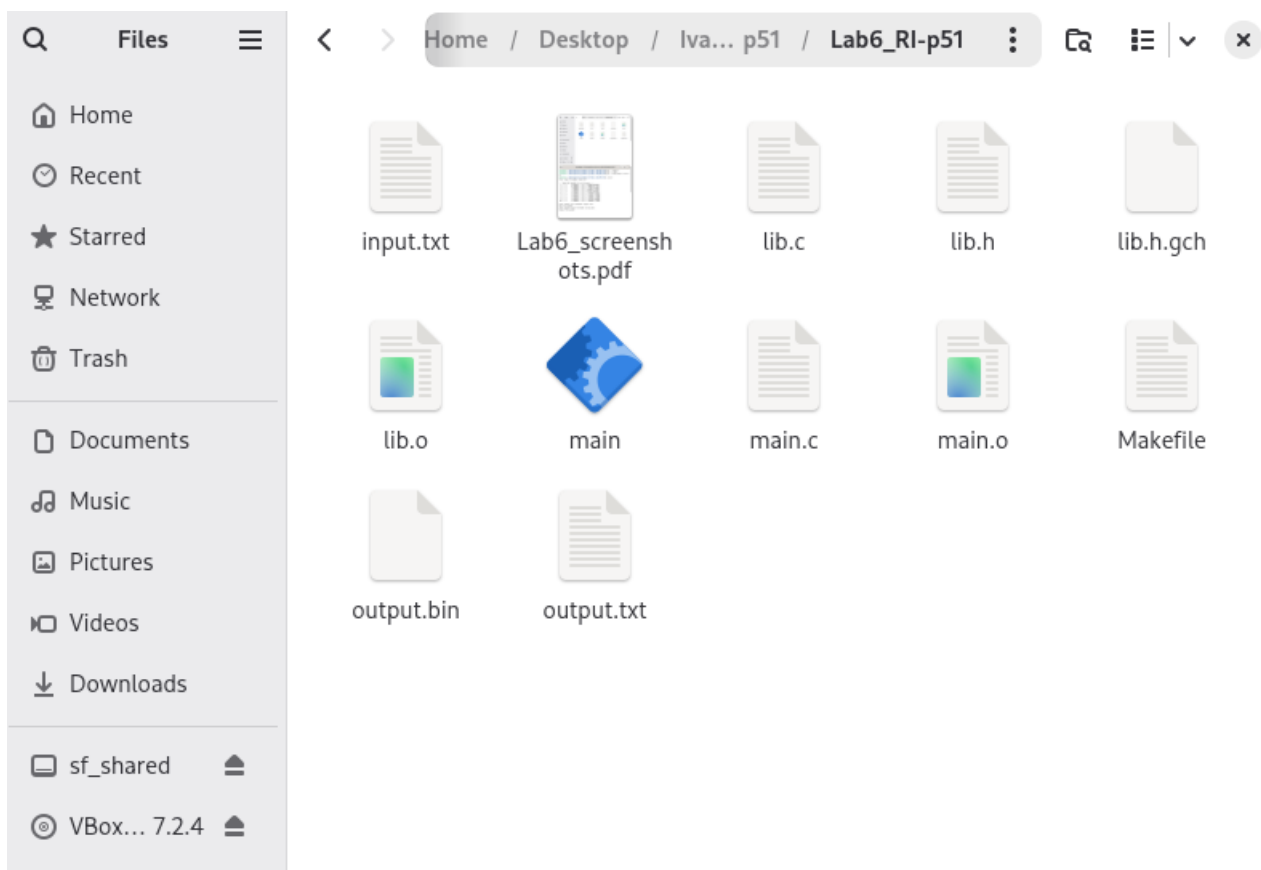 Files
Home / Desktop / Iva... p51 / Lab6_RI-p51
Home
Recent
Starred
Network
Trash
Documents
Music
Pictures
Videos
Downloads
sf_shared
VBox... 7.2.4
input.txt
Lab6_screensh
ots.pdf
lib.c
lib.h
lib.h.gch
lib.o
main
main.c
main.o
Makefile
output.bin
output.txt